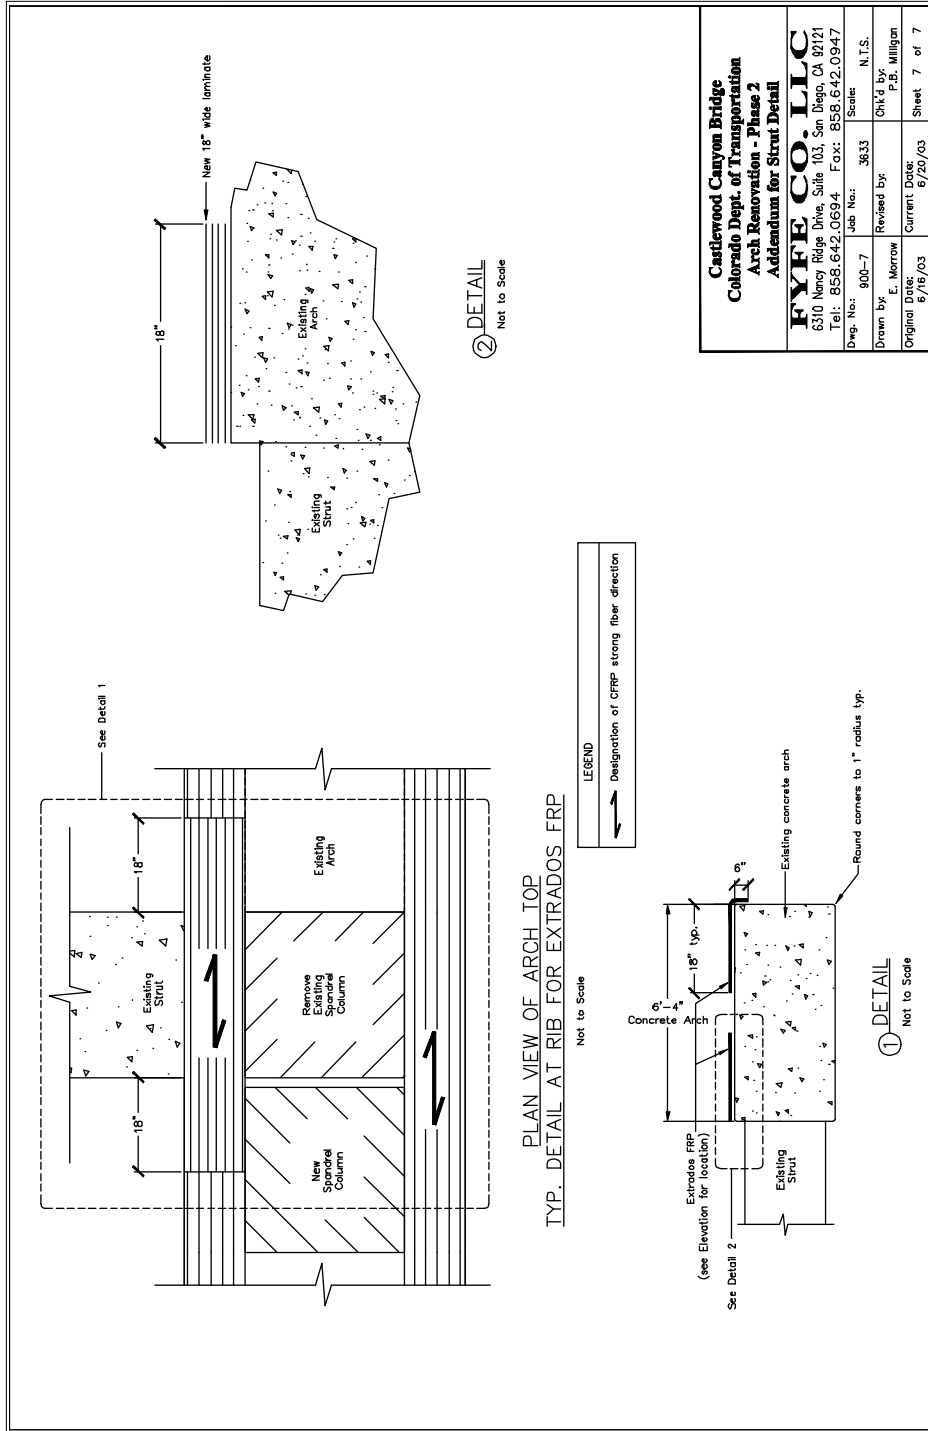 See Detail 1
18"
18"
Existing
Strut
New
Spandrel
Column
Remove
Existing
Spandrel
Column
Existing
Arch
PLAN VIEW OF ARCH TOP
TYP. DETAIL AT RIB FOR EXTRADOS FRP
Not to Scale
New 18" wide laminate
18"
Existing
Strut
Existing
Arch
2 DETAIL
Not to Scale
LEGEND
Designation of CFRP strong fiber direction
6'-4"
Concrete Arch
18" typ.
6"
Extrados FRP
(see Elevation for location)
See Detail 2
Existing
Strut
Existing concrete arch
Round corners to 1" radius typ.
1 DETAIL
Not to Scale
Castlewood Canyon Bridge
Colorado Dept. of Transportation
Arch Renovation - Phase 2
Addendum for Strut Detail
FYFE CO. LLC
6310 Nancy Ridge Drive, Suite 103, San Diego, CA 92121
Tel: 858.642.0694 Fax: 858.642.0947
Dwg. No.: 900-7 Job No.: 3633 Scale: N.T.S.
Drawn by: E. Morrow Revised by: Chk'd by: P.B. Milligan
Original Date: 6/16/03 Current Date: 6/20/03 Sheet 7 of 7